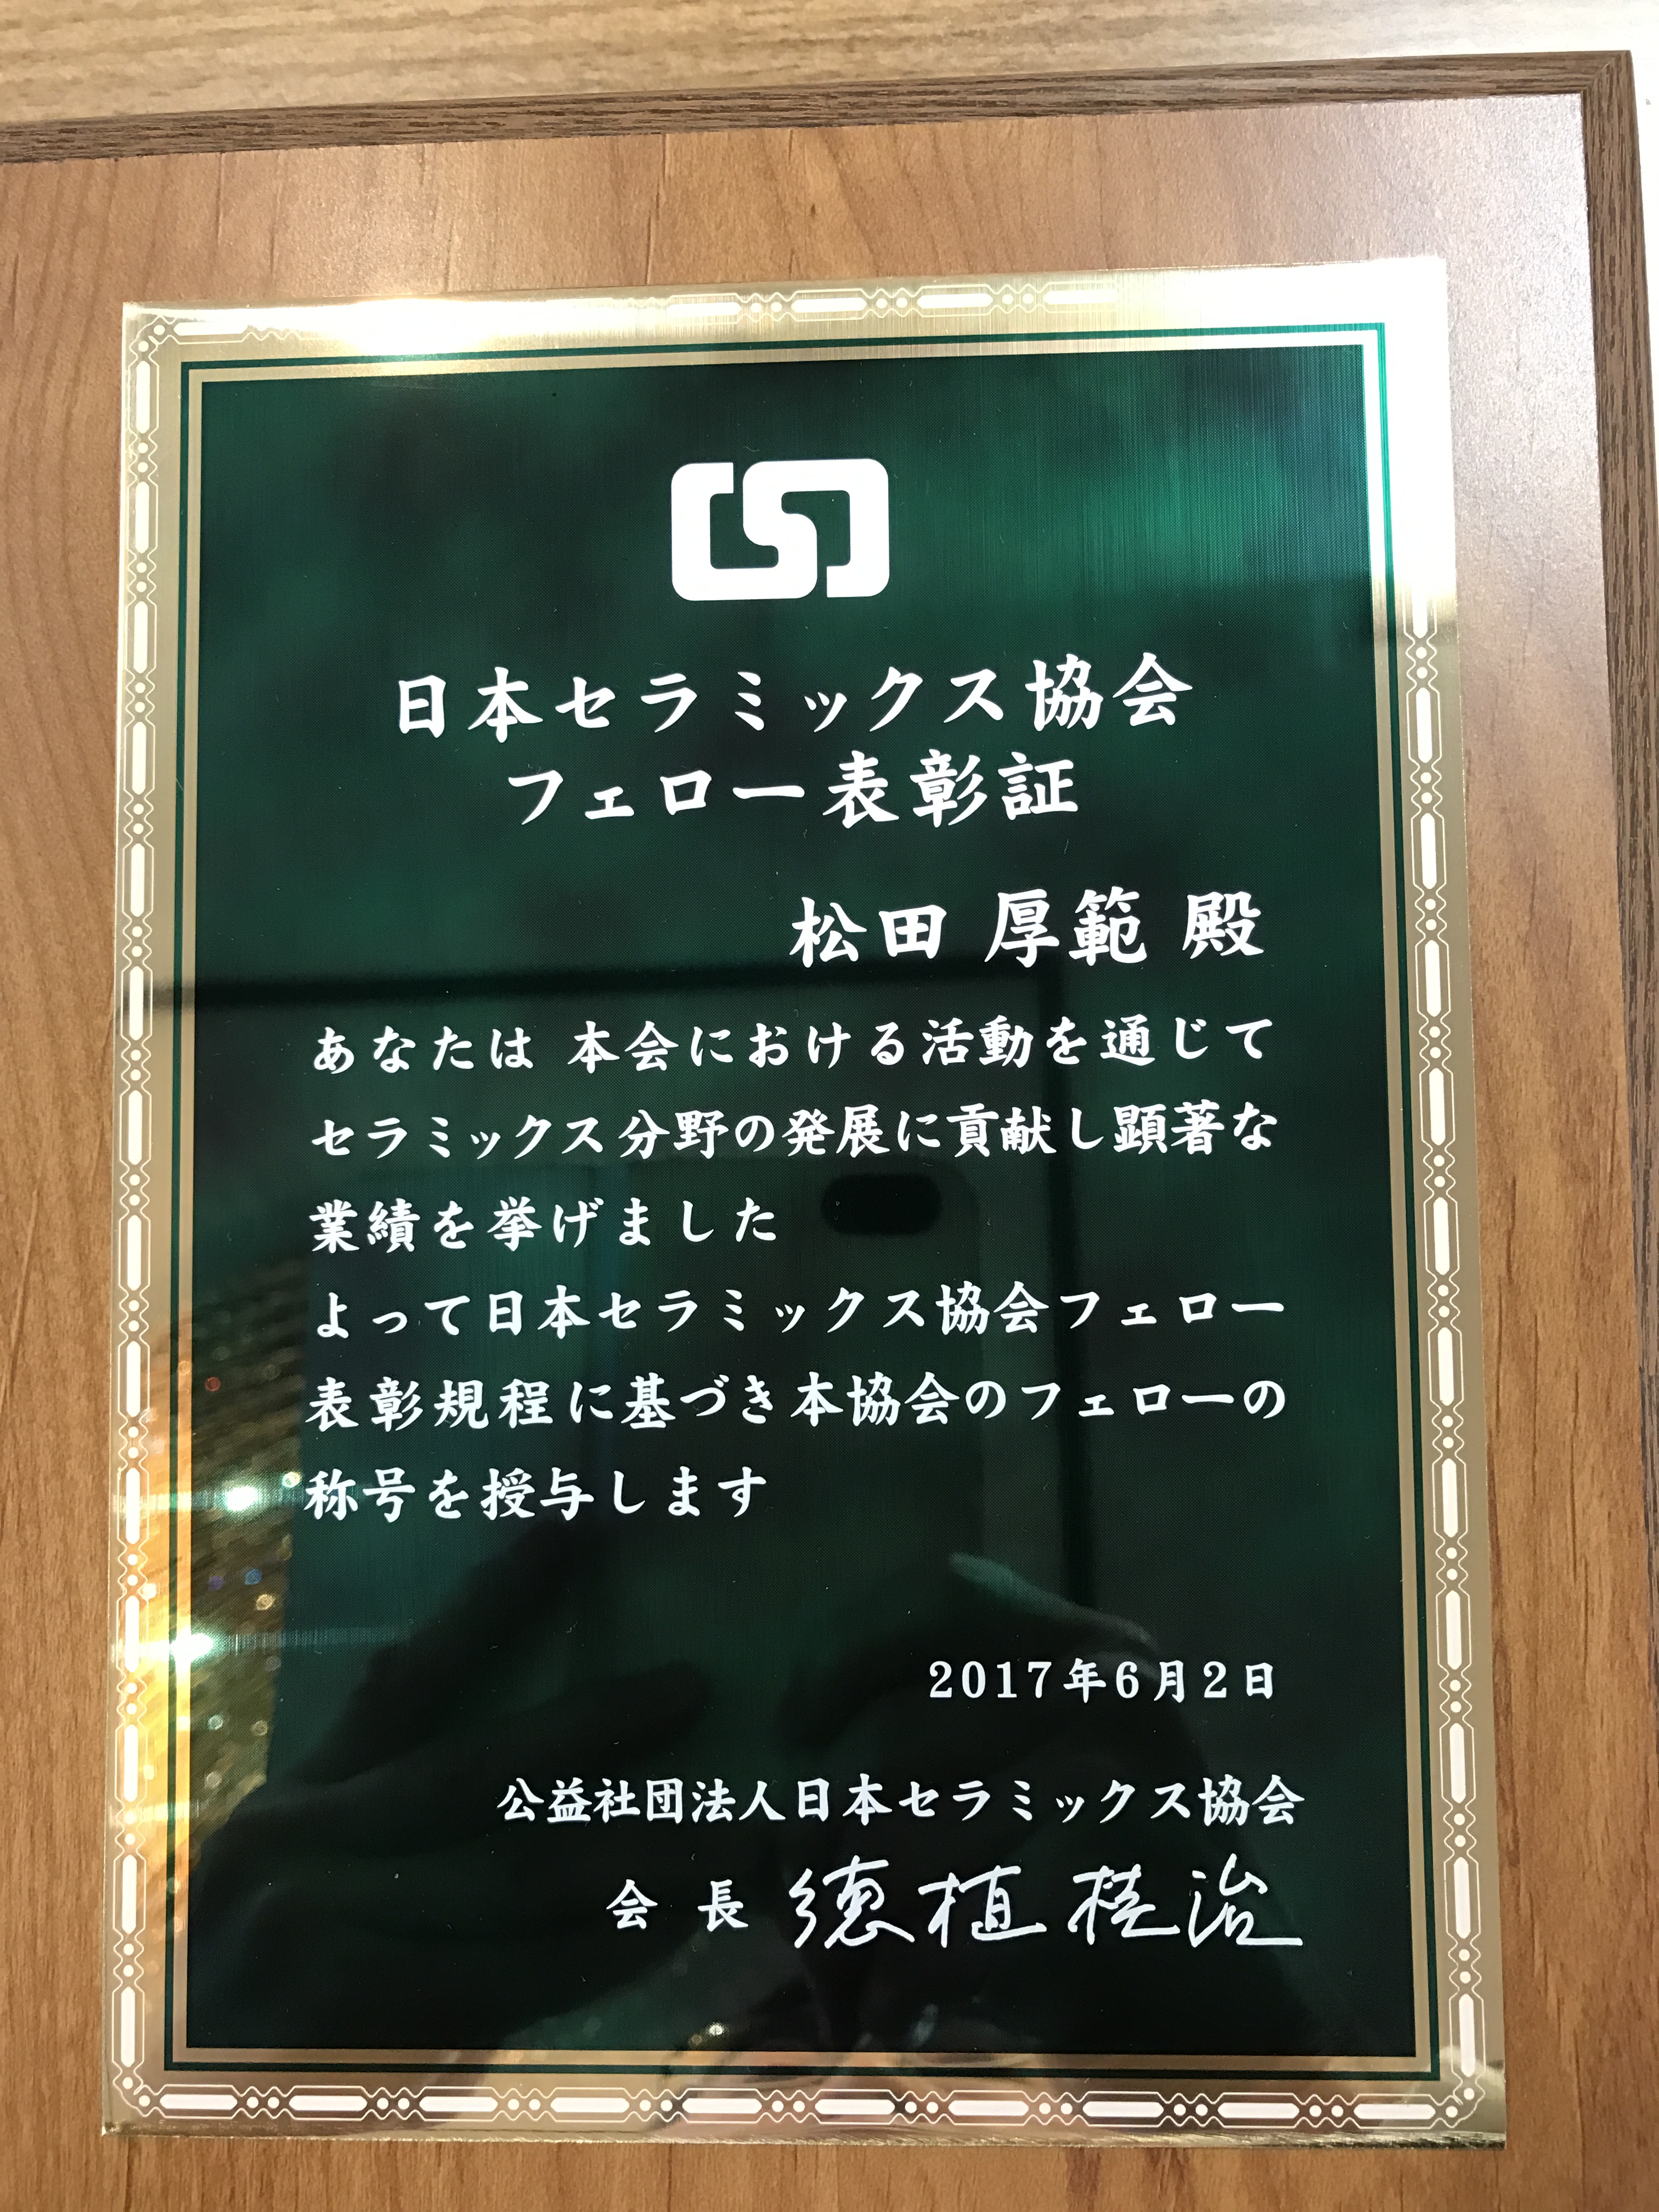 日本セラミックス協会
フェロー表彰証
松田 厚範 殿
あなたは 本会における活動を通じて
セラミックス分野の発展に貢献し顕著な
業績を挙げました
よって日本セラミックス協会フェロー
表彰規程に基づき本協会のフェローの
称号を授与します
2017年6月2日
公益社団法人日本セラミックス協会
会 長 德植 桂治